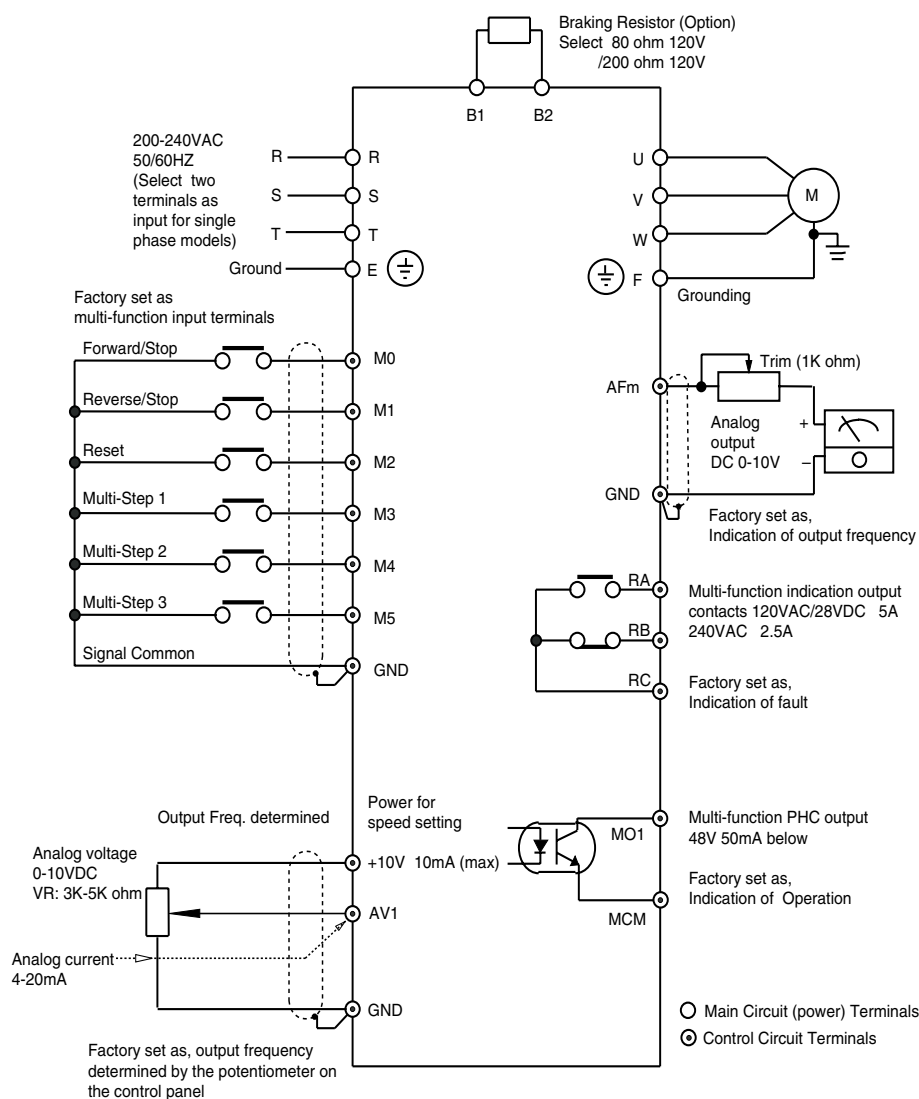 Braking Resistor (Option)
Select 80 ohm 120V
/200 ohm 120V
B1
B2
200-240VAC
50/60HZ
(Select two
terminals as
input for single
phase models)
R
R
S
S
T
T
Ground
E
U
V
W
M
F
Grounding
Factory set as
multi-function input terminals
Forward/Stop
M0
Reverse/Stop
M1
Reset
M2
Multi-Step 1
M3
Multi-Step 2
M4
Multi-Step 3
M5
Signal Common
GND
AFm
Trim (1K ohm)
Analog
output
DC 0-10V
+
–
GND
Factory set as,
Indication of output frequency
RA
RB
RC
Multi-function indication output
contacts 120VAC/28VDC 5A
240VAC 2.5A
Factory set as,
Indication of fault
Output Freq. determined
Power for
speed setting
Analog voltage
0-10VDC
VR: 3K-5K ohm
+10V 10mA (max)
AV1
Analog current
4-20mA
GND
Factory set as, output frequency
determined by the potentiometer on
the control panel
MO1
Multi-function PHC output
48V 50mA below
Factory set as,
Indication of Operation
MCM
Main Circuit (power) Terminals
Control Circuit Terminals